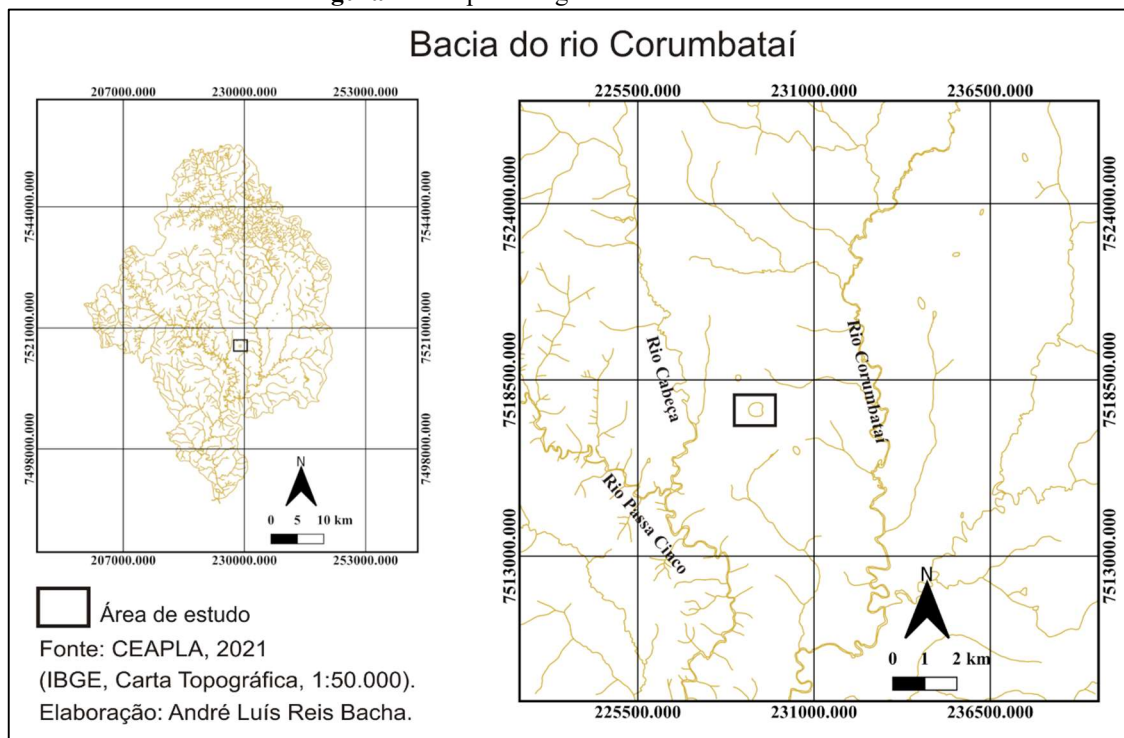 Bacia do rio Corumbataí
207000.000 230000.000 253000.000
7544000.000 7544000.000
7521000.000 7521000.000
7498000.000 7498000.000
N
0 5 10 km
207000.000 230000.000 253000.000
Área de estudo
Fonte: CEAPLA, 2021
(IBGE, Carta Topográfica, 1:50.000).
Elaboração: André Luís Reis Bacha.
225500.000 231000.000 236500.000
7524000.000 7524000.000
Rio Corumbataí
Rio Cabeça
7518500.000 7518500.000
Rio Passa Cinco
7513000.000 7513000.000
N
0 1 2 km
225500.000 231000.000 236500.000